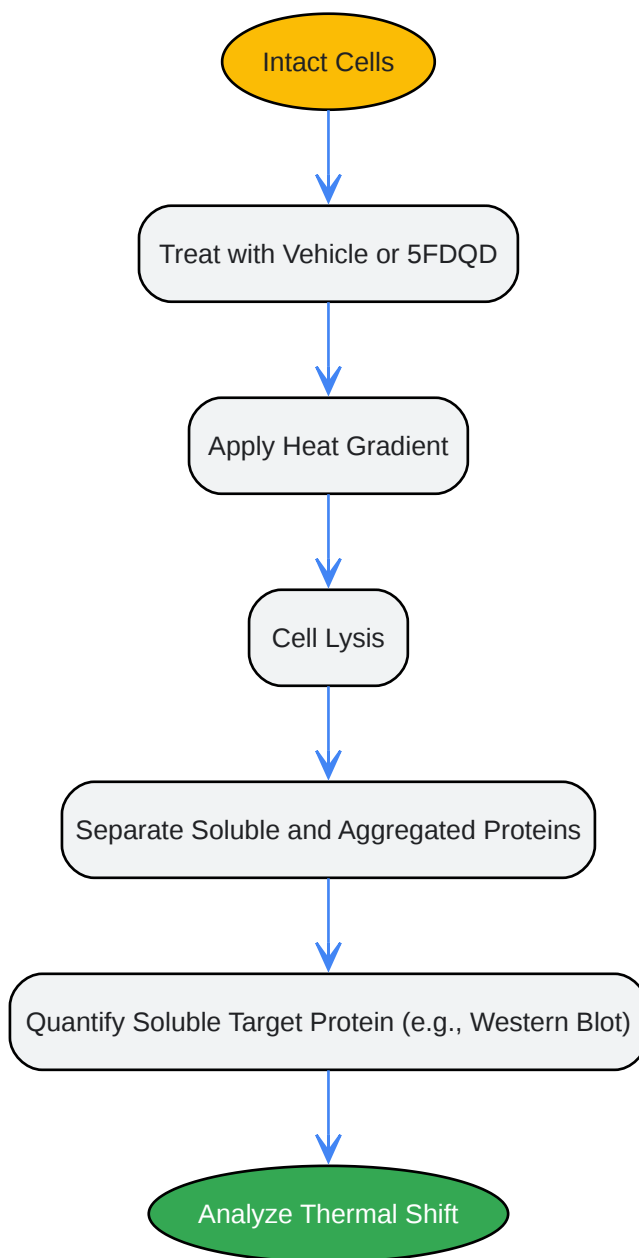 Intact Cells
Treat with Vehicle or 5FDQD
Apply Heat Gradient
Cell Lysis
Separate Soluble and Aggregated Proteins
Quantify Soluble Target Protein (e.g., Western Blot)
Analyze Thermal Shift